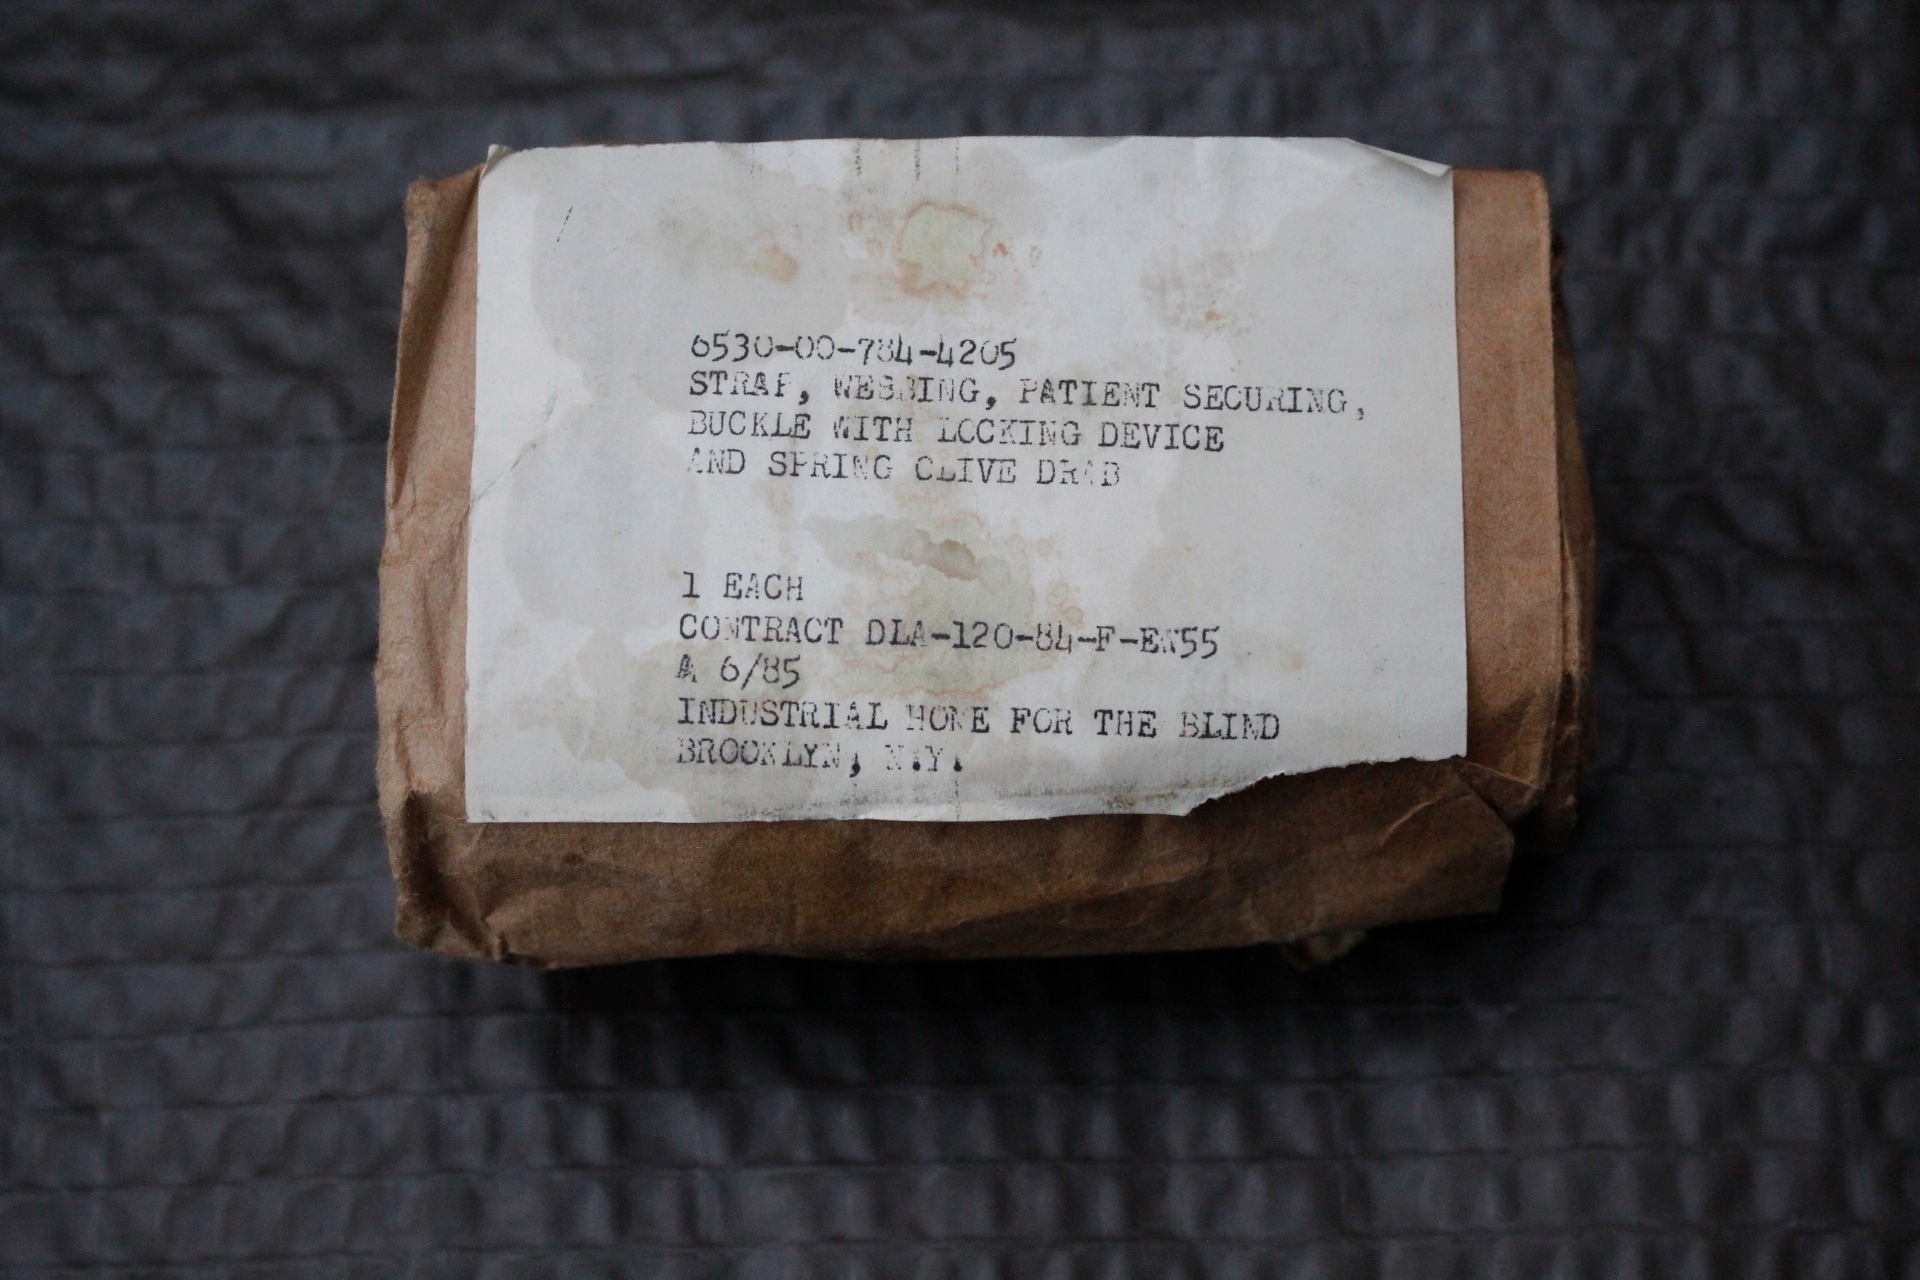 6530-00-784-4205
STRAP, WEBBING, PATIENT SECURING,
BUCKLE WITH LOCKING DEVICE
AND SPRING OLIVE DRAB
1 EACH
CONTRACT DLA-120-84-F-EW55
A 6/85
INDUSTRIAL HOME FOR THE BLIND
BROOKLYN, N.Y.